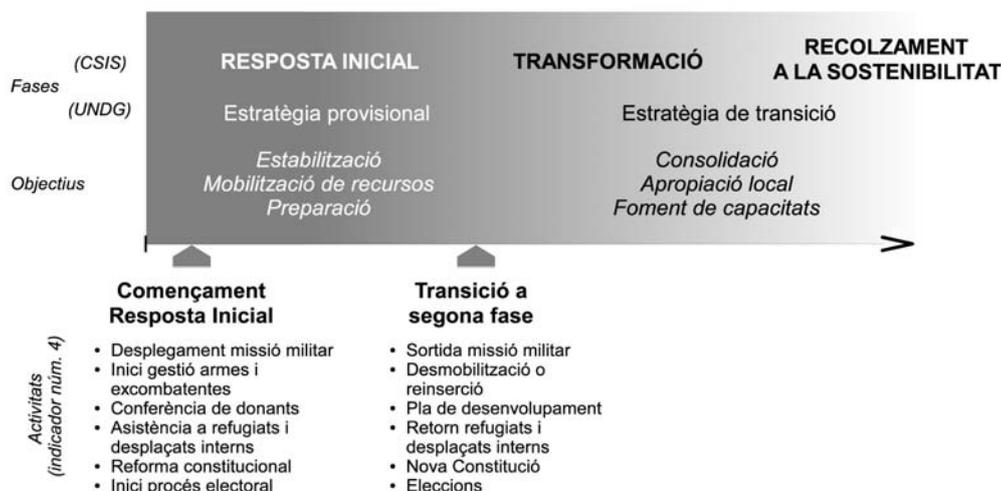 (CSIS)
Fases
(UNDG)
RESPOSTA INICIAL
TRANSFORMACIÓ
RECOLZAMENT
A LA SOSTENIBILITAT
Estratègia provisional
Estratègia de transició
Objectius
Estabilització
Mobilització de recursos
Preparació
Consolidació
Apropiació local
Foment de capacitats
Començament
Resposta Inicial
Transició a
segona fase
Activitats
(indicador núm. 4)
• Desplegament missió militar
• Inici gestió armes i
excombatentes
• Conferència de donants
• Asistència a refugiats i
desplaçats interns
• Reforma constitucional
• Inici procés electoral
• Sortida missió militar
• Desmobilització o
reinserció
• Pla de desenvolupament
• Retorn refugiats i
desplaçats interns
• Nova Constitució
• Eleccions